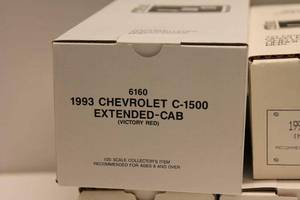 6160
1993 CHEVROLET C-1500
EXTENDED-CAB
(VICTORY RED)
1/25 SCALE COLLECTOR'S ITEM
RECOMMENDED FOR AGES 8 AND OVER
199